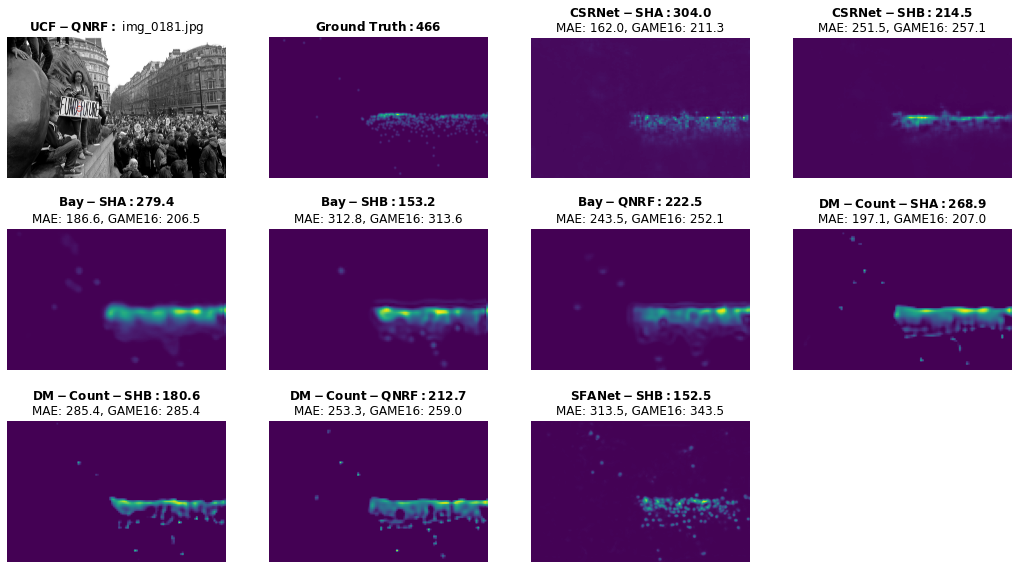 UCF − QNRF: img_0181.jpg
Ground Truth: 466
CSRNet − SHA: 304.0
MAE: 162.0, GAME16: 211.3
CSRNet − SHB: 214.5
MAE: 251.5, GAME16: 257.1
Bay − SHA: 279.4
MAE: 186.6, GAME16: 206.5
Bay − SHB: 153.2
MAE: 312.8, GAME16: 313.6
Bay − QNRF: 222.5
MAE: 243.5, GAME16: 252.1
DM − Count − SHA: 268.9
MAE: 197.1, GAME16: 207.0
DM − Count − SHB: 180.6
MAE: 285.4, GAME16: 285.4
DM − Count − QNRF: 212.7
MAE: 253.3, GAME16: 259.0
SFANet − SHB: 152.5
MAE: 313.5, GAME16: 343.5